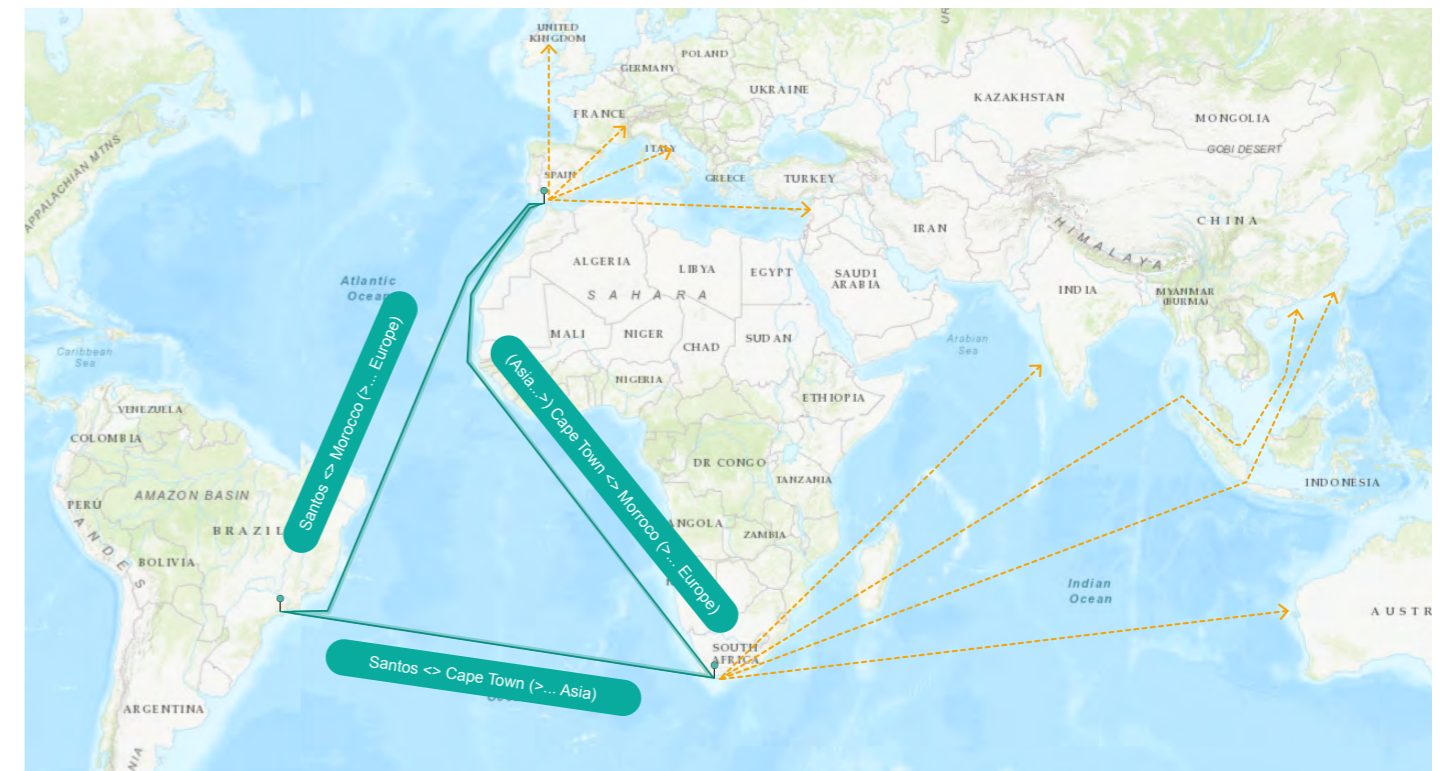 UNITED
KINGDOM
POLAND
GERMANY
UKRAINE
KAZAKHSTAN
FRANCE
MONGOLIA
GOBI DESERT
ITALY
APPALACHIAN MTNS
SPAIN
GREECE
TURKEY
CHINA
IRAN
HIMALAYA
ALGERIA
LIBYA
EGYPT
SAUDI
ARABIA
Atlantic
Ocean
SAHARA
INDIA
MYANMAR
(BURMA)
MALI
NIGER
CHAD
SUDAN
Arabian
Sea
Caribbean
Sea
NIGERIA
ETHIOPIA
Santos <> Morocco (>... Europe)
(Asia...>) Cape Town <> Morroco (>... Europe)
VENEZUELA
COLOMBIA
DR CONGO
TANZANIA
INDONESIA
PERU
AMAZON BASIN
ANDES
BRAZIL
ANGOLA
ZAMBIA
BOLIVIA
Indian
Ocean
AUSTR
SOUTH
AFRICA
Santos <> Cape Town (>... Asia)
ARGENTINA